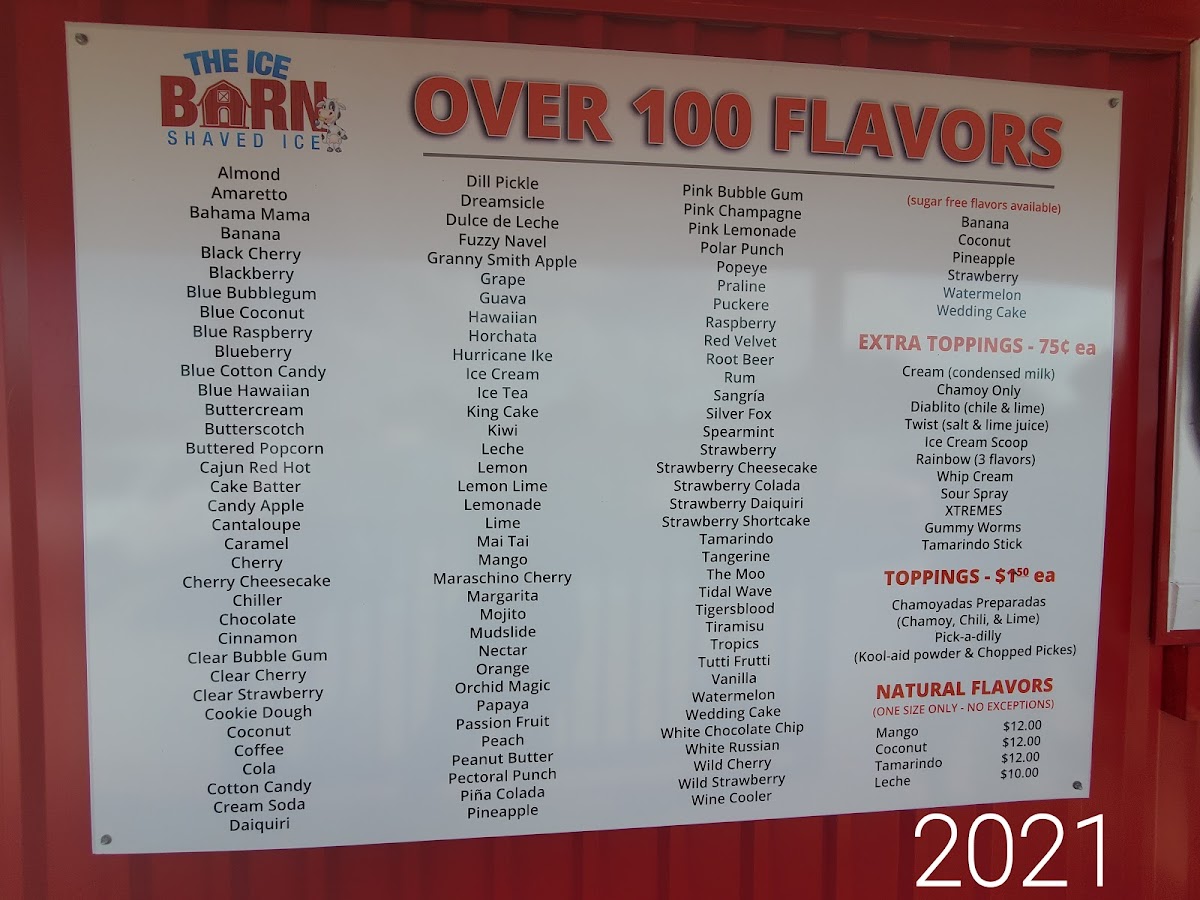 THE ICE
BARN
SHAVED ICE
OVER 100 FLAVORS
Almond
Amaretto
Bahama Mama
Banana
Black Cherry
Blackberry
Blue Bubblegum
Blue Coconut
Blue Raspberry
Blueberry
Blue Cotton Candy
Blue Hawaiian
Buttercream
Butterscotch
Buttered Popcorn
Cajun Red Hot
Cake Batter
Candy Apple
Cantaloupe
Caramel
Cherry
Cherry Cheesecake
Chiller
Chocolate
Cinnamon
Clear Bubble Gum
Clear Cherry
Clear Strawberry
Cookie Dough
Coconut
Coffee
Cola
Cotton Candy
Cream Soda
Daiquiri
Dill Pickle
Dreamsicle
Dulce de Leche
Fuzzy Navel
Granny Smith Apple
Grape
Guava
Hawaiian
Horchata
Hurricane Ike
Ice Cream
Ice Tea
King Cake
Kiwi
Leche
Lemon
Lemon Lime
Lemonade
Lime
Mai Tai
Mango
Maraschino Cherry
Margarita
Mojito
Mudslide
Nectar
Orange
Orchid Magic
Papaya
Passion Fruit
Peach
Peanut Butter
Pectoral Punch
Piña Colada
Pineapple
Pink Bubble Gum
Pink Champagne
Pink Lemonade
Polar Punch
Popeye
Praline
Puckere
Raspberry
Red Velvet
Root Beer
Rum
Sangría
Silver Fox
Spearmint
Strawberry
Strawberry Cheesecake
Strawberry Colada
Strawberry Daiquiri
Strawberry Shortcake
Tamarindo
Tangerine
The Moo
Tidal Wave
Tigersblood
Tiramisu
Tropics
Tutti Frutti
Vanilla
Watermelon
Wedding Cake
White Chocolate Chip
White Russian
Wild Cherry
Wild Strawberry
Wine Cooler
(sugar free flavors available)
Banana
Coconut
Pineapple
Strawberry
Watermelon
Wedding Cake
EXTRA TOPPINGS - 75¢ ea
Cream (condensed milk)
Chamoy Only
Diablito (chile & lime)
Twist (salt & lime juice)
Ice Cream Scoop
Rainbow (3 flavors)
Whip Cream
Sour Spray
XTREMES
Gummy Worms
Tamarindo Stick
TOPPINGS - $1⁵⁰ ea
Chamoyadas Preparadas
(Chamoy, Chili, & Lime)
Pick-a-dilly
(Kool-aid powder & Chopped Pickes)
NATURAL FLAVORS
(ONE SIZE ONLY - NO EXCEPTIONS)
Mango $12.00
Coconut $12.00
Tamarindo $12.00
Leche $10.00
2021